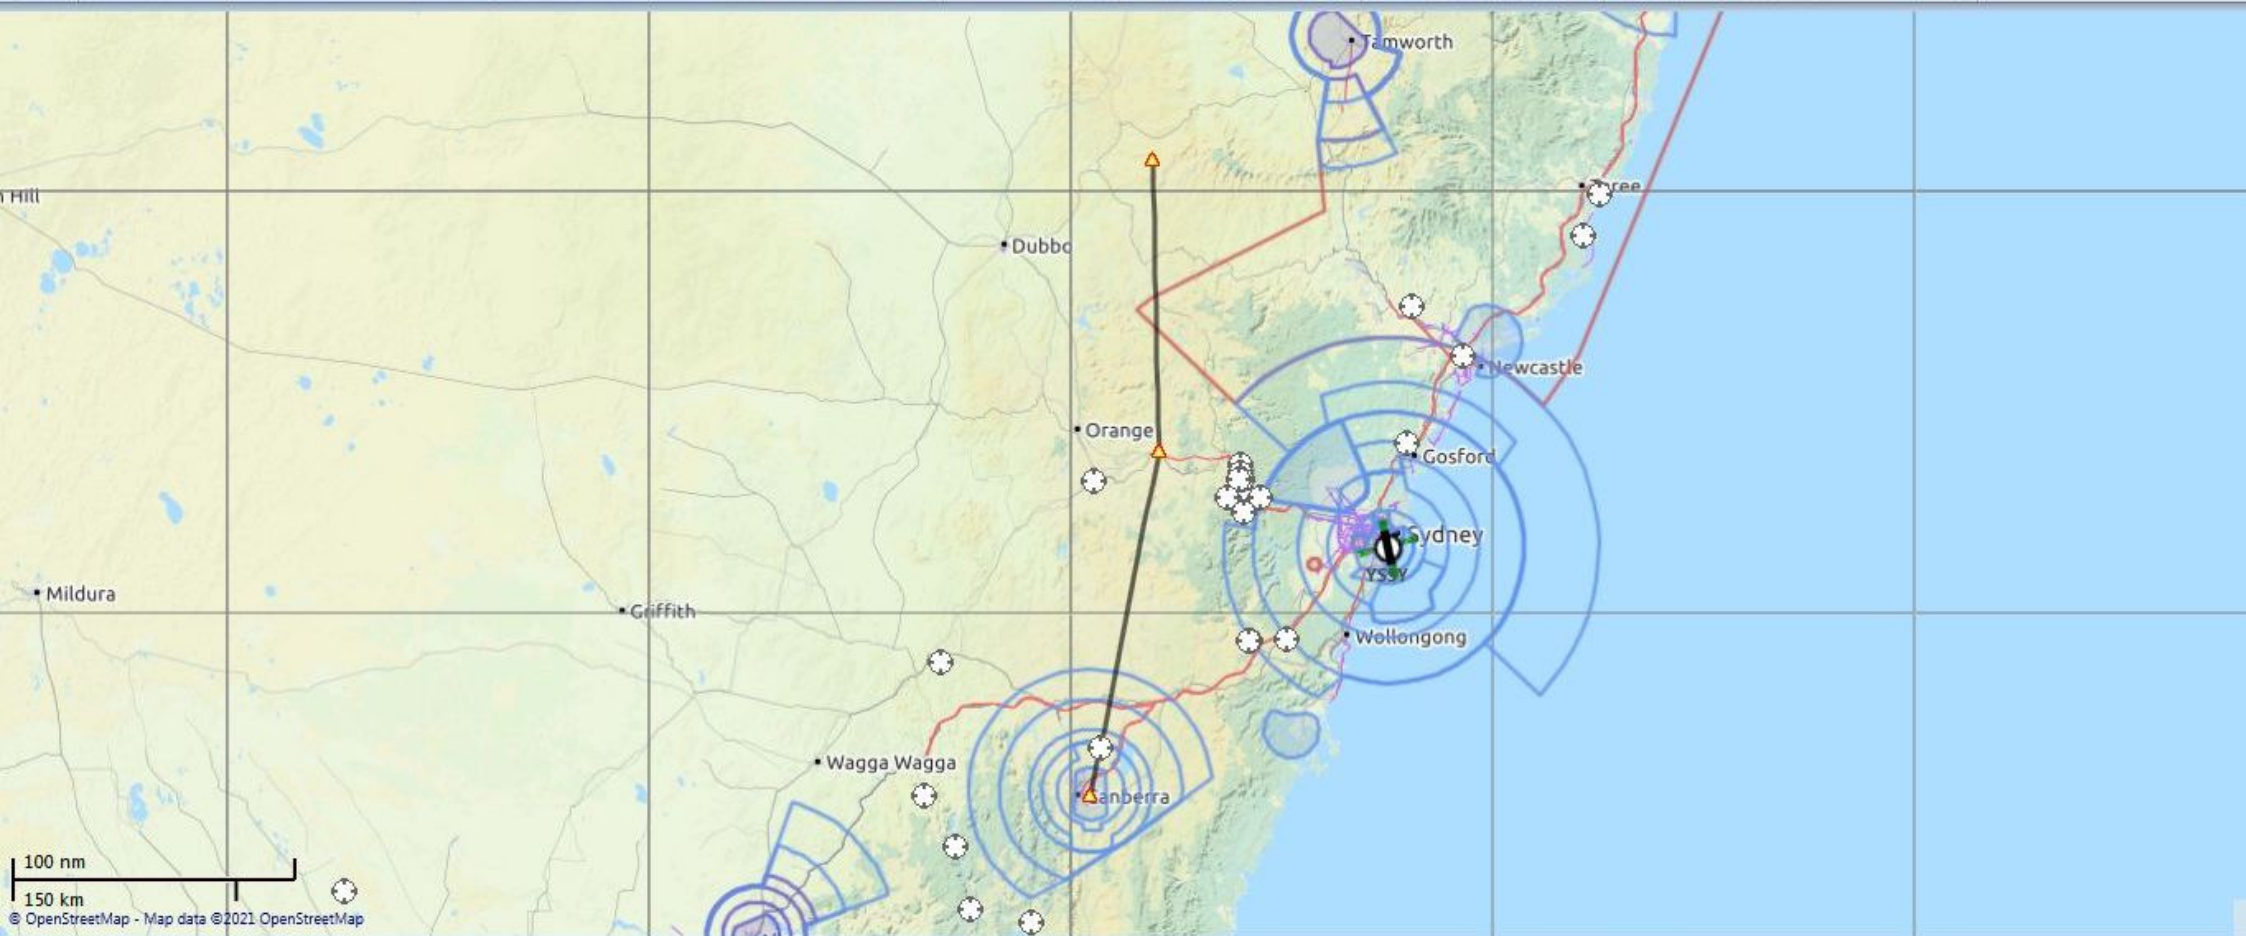 Tamworth
Hill
Dubbo
Newcastle
Orange
Gosford
Sydney
YSSY
Mildura
Griffith
Wollongong
Wagga Wagga
Canberra
100 nm
150 km
© OpenStreetMap - Map data ©2021 OpenStreetMap